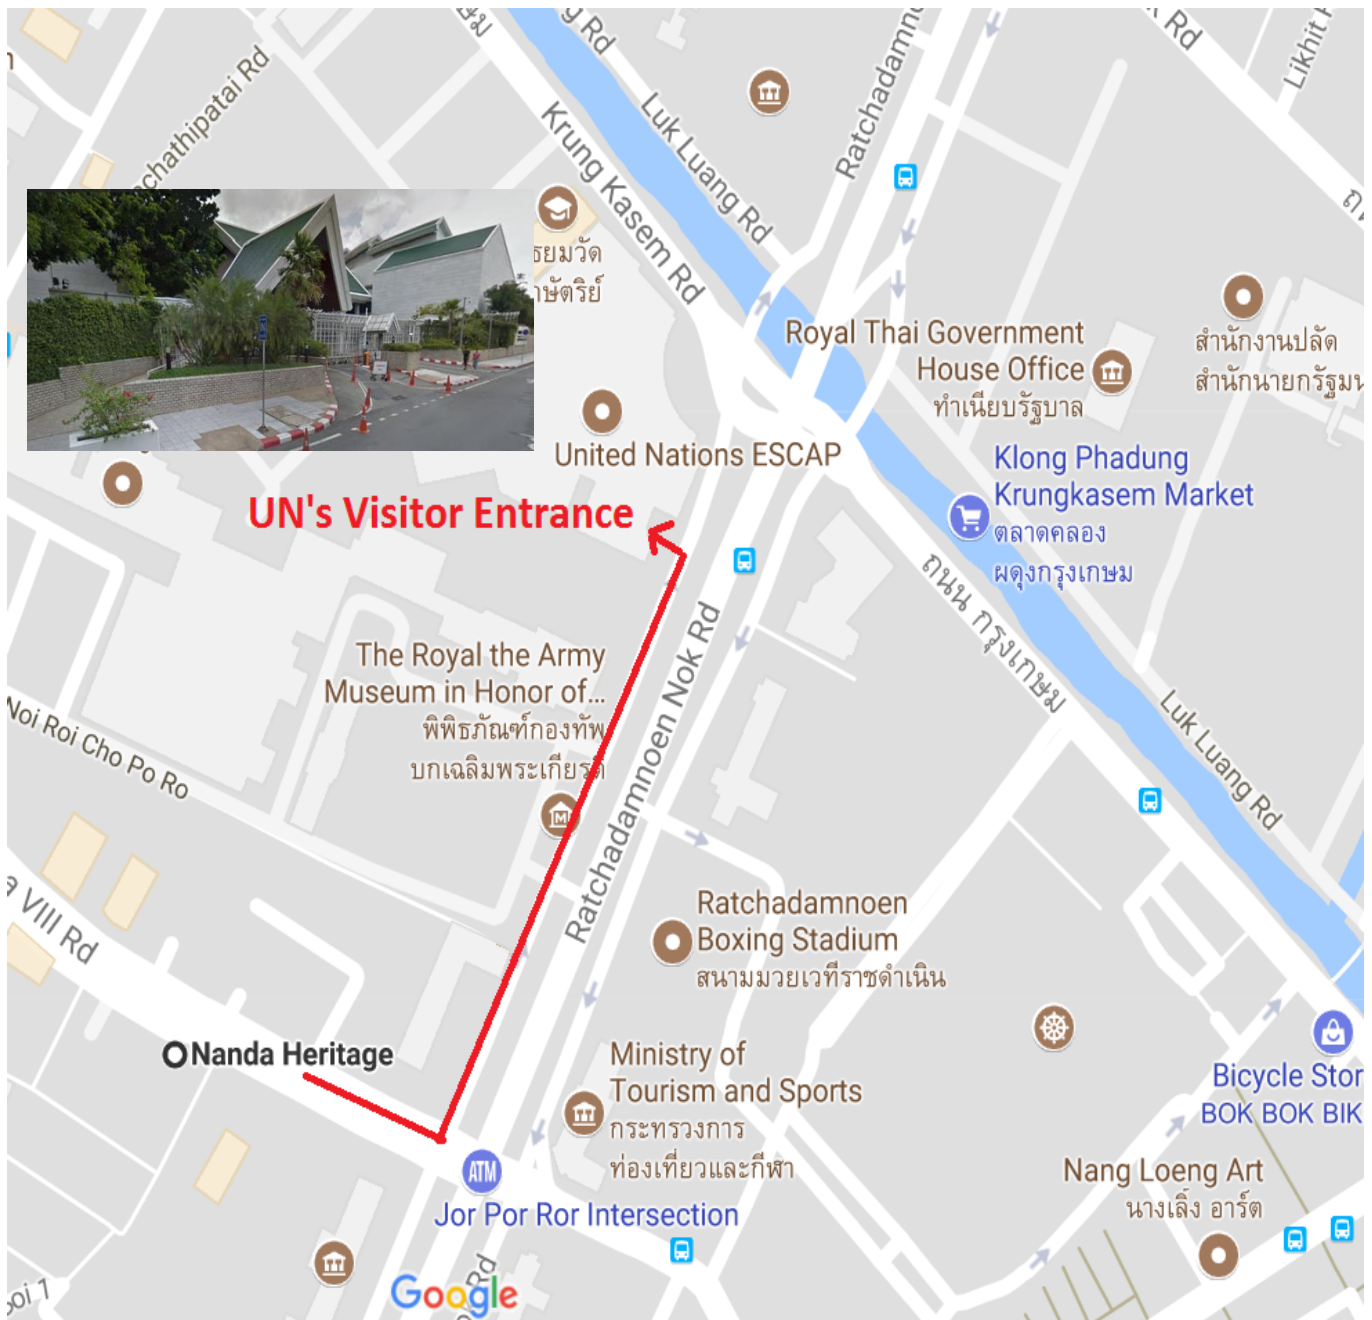 Krung Kasem Rd
Luk Luang Rd
Ratchadamno
k Rd
Likhit
g Rd
chathipatai Rd
ธยมวัด
าษัตริย์
Royal Thai Government
House Office
ทำเนียบรัฐบาล
สำนักงานปลัด
สำนักนายกรัฐมน
United Nations ESCAP
Klong Phadung
Krungkasem Market
ตลาดคลอง
ผดุงกรุงเกษม
UN's Visitor Entrance
ถนน กรุงเกษม
The Royal the Army
Museum in Honor of...
พิพิธภัณฑ์กองทัพ
บกเฉลิมพระเกียรติ
Ratchadamnoen Nok Rd
Luk Luang Rd
Noi Roi Cho Po Ro
a VIII Rd
Ratchadamnoen
Boxing Stadium
สนามมวยเวทีราชดำเนิน
Nanda Heritage
Ministry of
Tourism and Sports
กระทรวงการ
ท่องเที่ยวและกีฬา
Bicycle Stor
BOK BOK BIK
ATM
Jor Por Ror Intersection
Nang Loeng Art
นางเลิ้ง อาร์ต
oi 1
Google
Rd